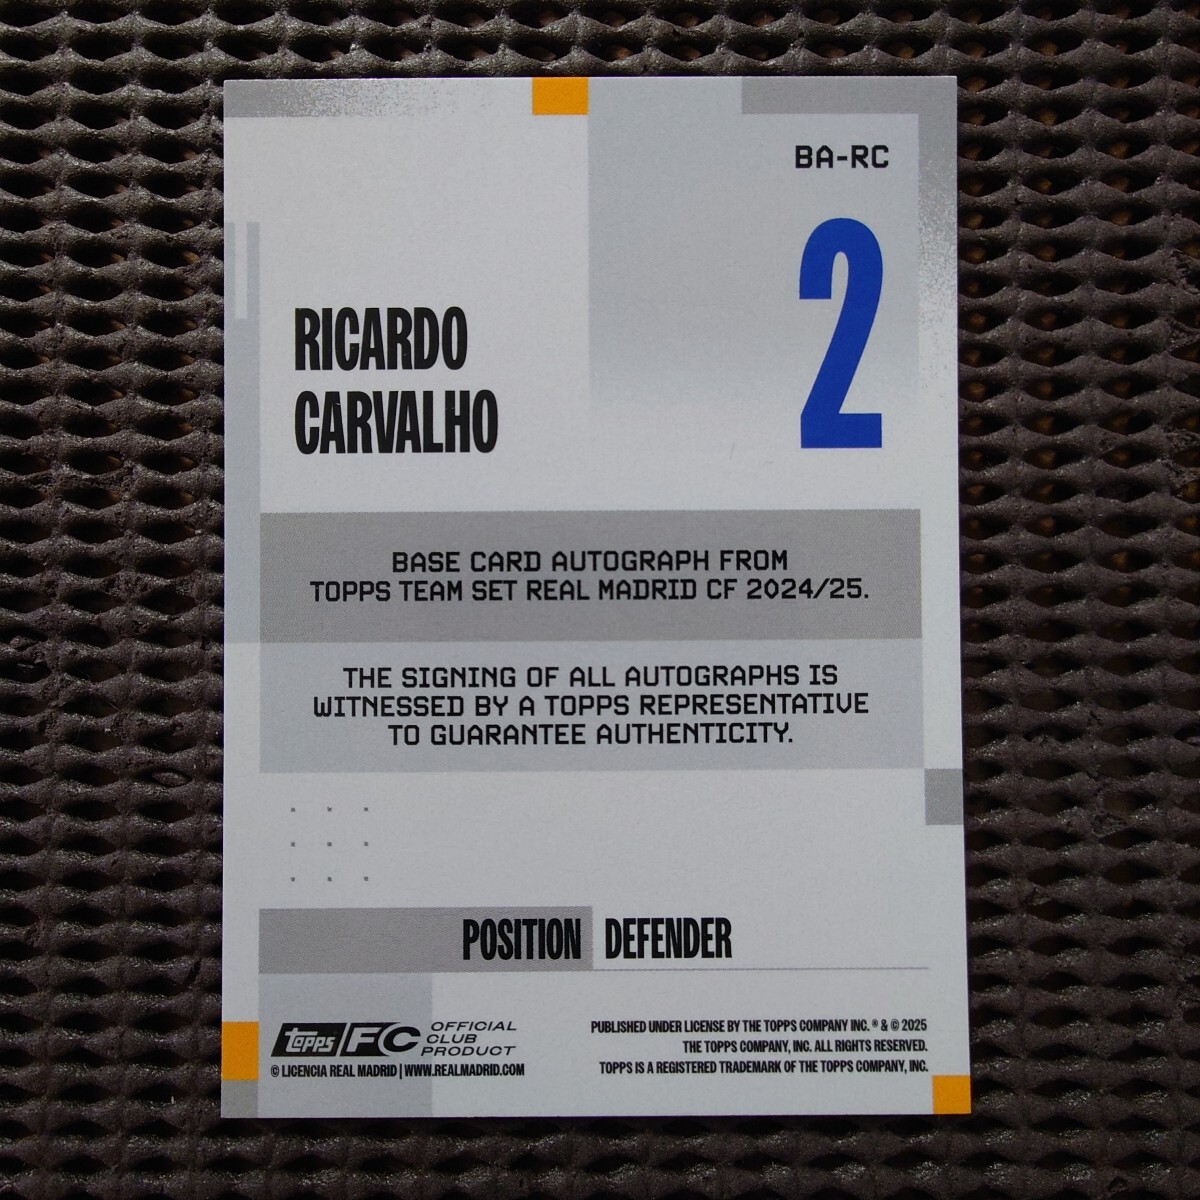 BA-RC
2
RICARDO
CARVALHO
BASE CARD AUTOGRAPH FROM
TOPPS TEAM SET REAL MADRID CF 2024/25.
THE SIGNING OF ALL AUTOGRAPHS IS
WITNESSED BY A TOPPS REPRESENTATIVE
TO GUARANTEE AUTHENTICITY.
POSITION DEFENDER
topps FC
OFFICIAL
CLUB
PRODUCT
© LICENCIA REAL MADRID | WWW.REALMADRID.COM
PUBLISHED UNDER LICENSE BY THE TOPPS COMPANY INC. ® & © 2025
THE TOPPS COMPANY, INC. ALL RIGHTS RESERVED.
TOPPS IS A REGISTERED TRADEMARK OF THE TOPPS COMPANY, INC.